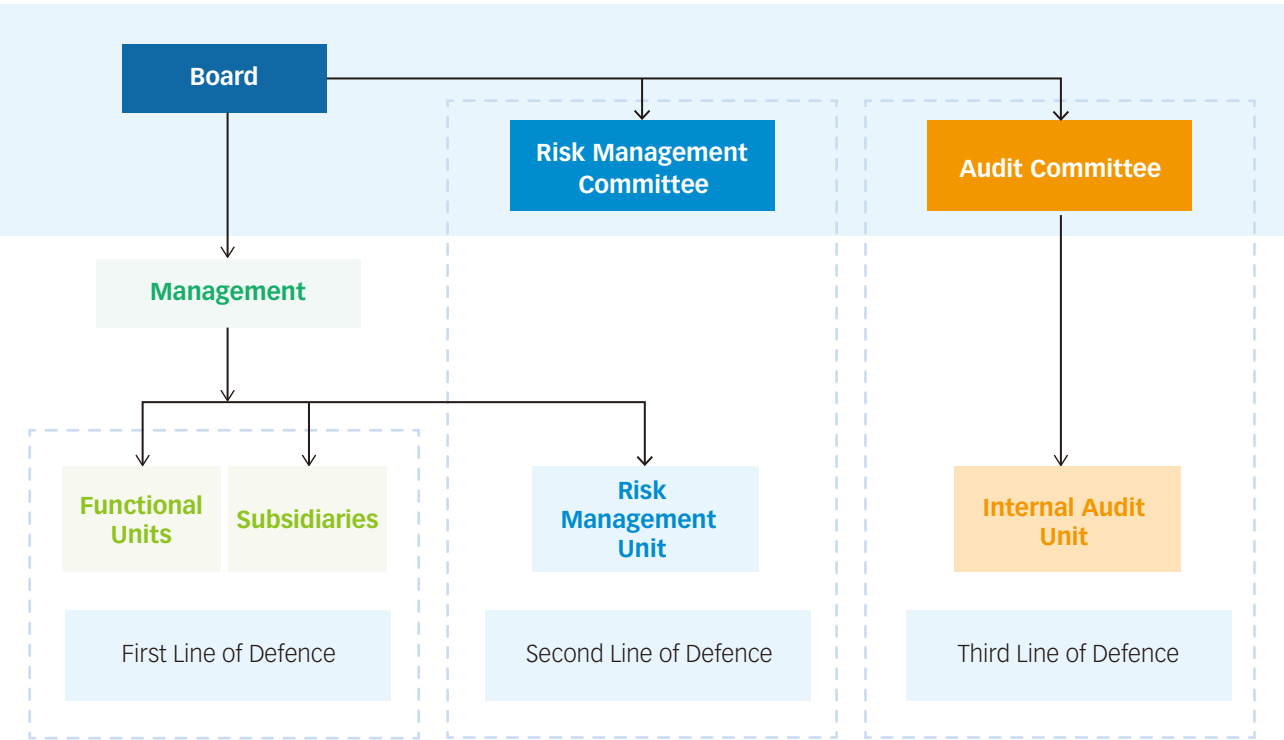 Board
Risk Management
Committee
Audit Committee
Management
Functional
Units
Subsidiaries
Risk
Management
Unit
Internal Audit
Unit
First Line of Defence
Second Line of Defence
Third Line of Defence